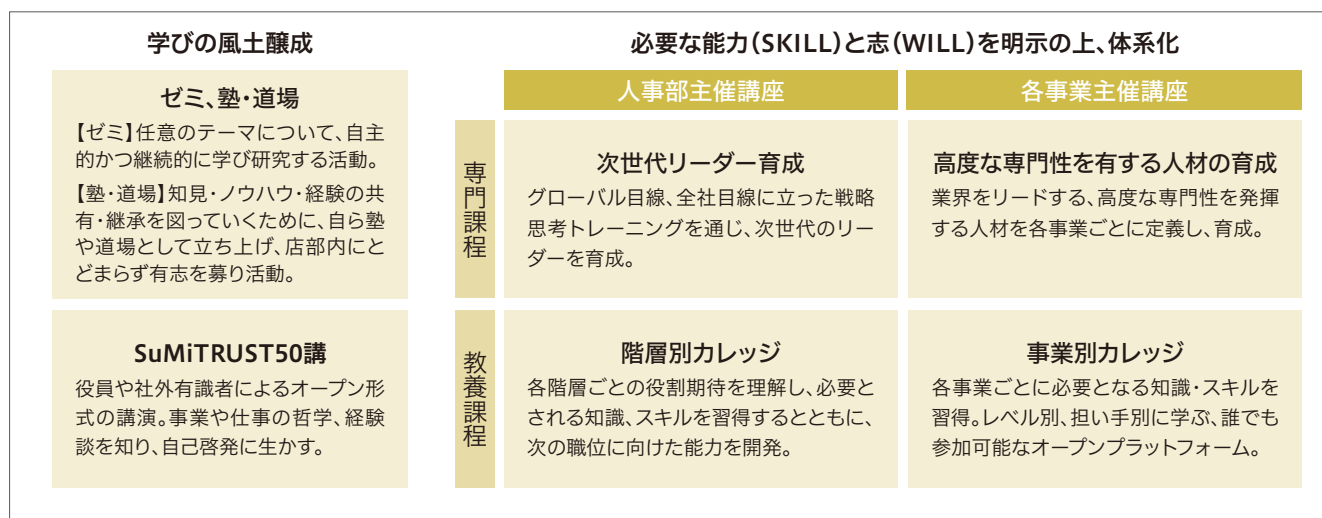 学びの風土醸成
ゼミ、塾・道場
【ゼミ】任意のテーマについて、自主
的かつ継続的に学び研究する活動。
【塾・道場】知見・ノウハウ・経験の共
有・継承を図っていくために、自ら塾
や道場として立ち上げ、店部内にと
どまらず有志を募り活動。
SuMiTRUST50講
役員や社外有識者によるオープン形
式の講演。事業や仕事の哲学、経験
談を知り、自己啓発に生かす。
必要な能力(SKILL)と志(WILL)を明示の上、体系化
人事部主催講座
各事業主催講座
専門課程
次世代リーダー育成
グローバル目線、全社目線に立った戦略
思考トレーニングを通じ、次世代のリー
ダーを育成。
高度な専門性を有する人材の育成
業界をリードする、高度な専門性を発揮
する人材を各事業ごとに定義し、育成。
教養課程
階層別カレッジ
各階層ごとの役割期待を理解し、必要と
される知識、スキルを習得するとともに、
次の職位に向けた能力を開発。
事業別カレッジ
各事業ごとに必要となる知識・スキルを
習得。レベル別、担い手別に学ぶ、誰でも
参加可能なオープンプラットフォーム。